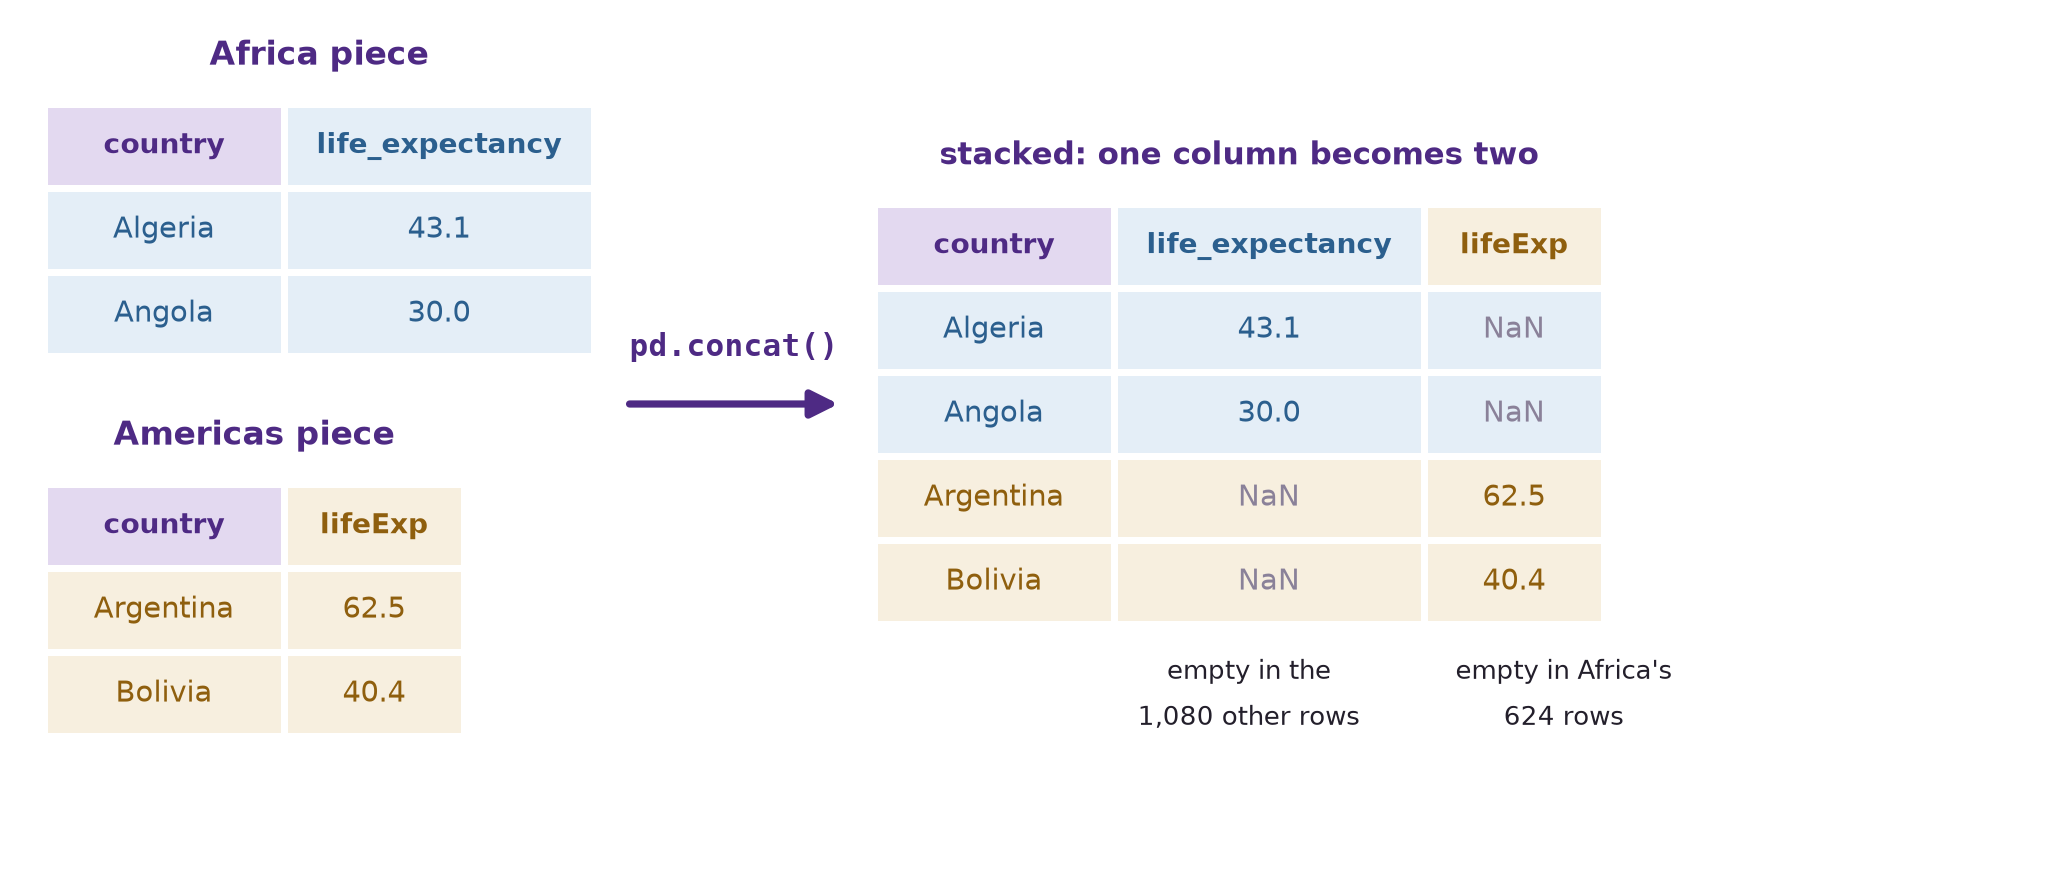 Africa piece
country life_expectancy
Algeria 43.1
Angola 30.0
Americas piece
country lifeExp
Argentina 62.5
Bolivia 40.4
pd.concat()
stacked: one column becomes two
country life_expectancy lifeExp
Algeria 43.1 NaN
Angola 30.0 NaN
Argentina NaN 62.5
Bolivia NaN 40.4
empty in the
1,080 other rows
empty in Africa's
624 rows